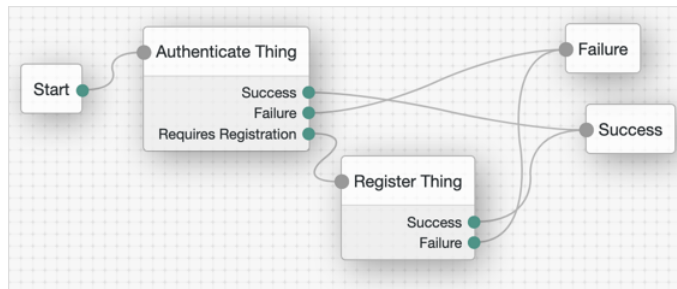 Start
Authenticate Thing
Success
Failure
Requires Registration
Register Thing
Success
Failure
Failure
Success